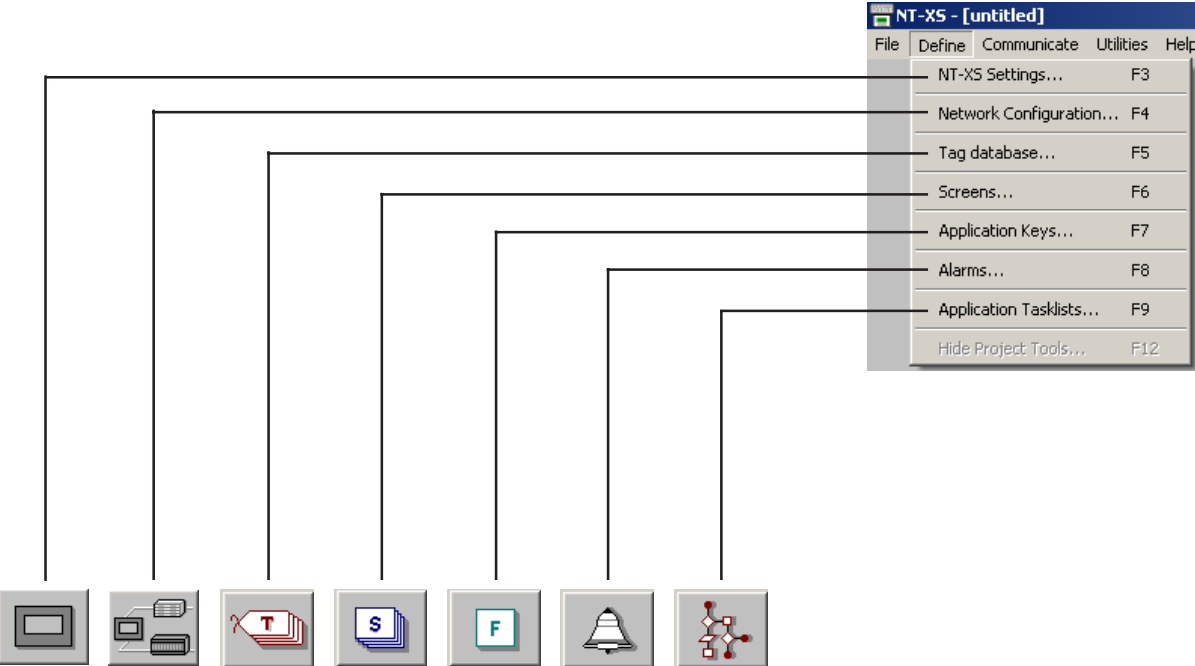 NT-XS - [untitled]
File Define Communicate Utilities Help
NT-XS Settings... F3
Network Configuration... F4
Tag database... F5
Screens... F6
Application Keys... F7
Alarms... F8
Application Tasklists... F9
Hide Project Tools... F12
T S F